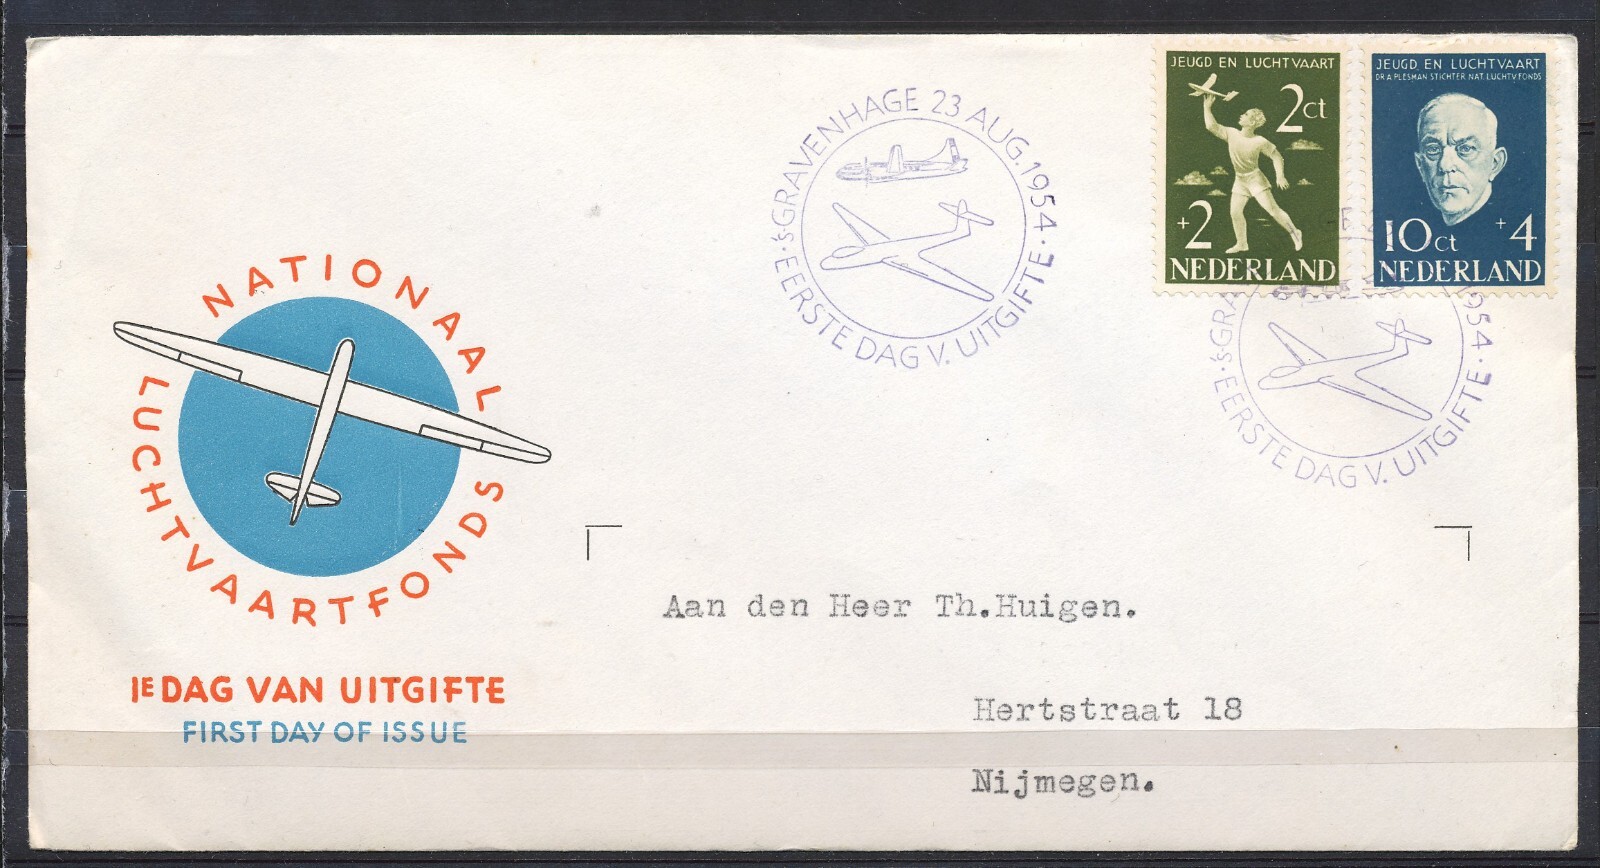 NATIONAAL
LUCHTVAARTFONDS
1E DAG VAN UITGIFTE
FIRST DAY OF ISSUE
'S-GRAVENHAGE 23 AUG. 1954 ·
EERSTE DAG V. UITGIFTE ·
JEUGD EN LUCHTVAART
2ct
+2
NEDERLAND
JEUGD EN LUCHTVAART
DR A PLESMAN STICHTER NAT. LUCHTV FONDS
10ct +4
NEDERLAND
'S-GRA 1954 ·
EERSTE DAG V. UITGIFTE ·
Aan den Heer Th.Huigen.
Hertstraat 18
Nijmegen.